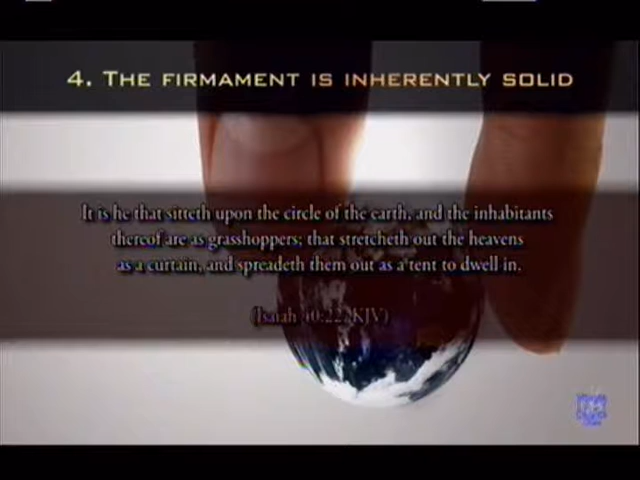 4. THE FIRMAMENT IS INHERENTLY SOLID
It is he that sitteth upon the circle of the earth, and the inhabitants
thereof are as grasshoppers; that stretcheth out the heavens
as a curtain, and spreadeth them out as a tent to dwell in.
(Isaiah 40:22, KJV)